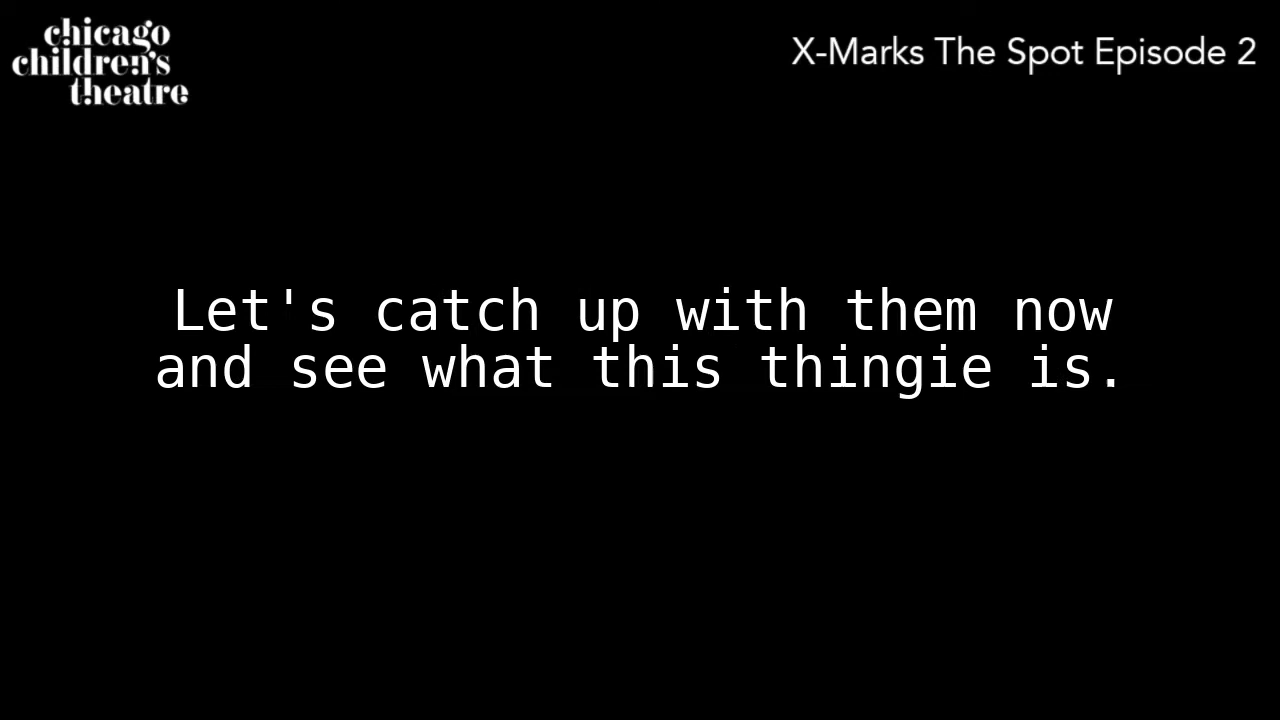 chicago
children's
theatre
X-Marks The Spot Episode 2
Let's catch up with them now
and see what this thingie is.